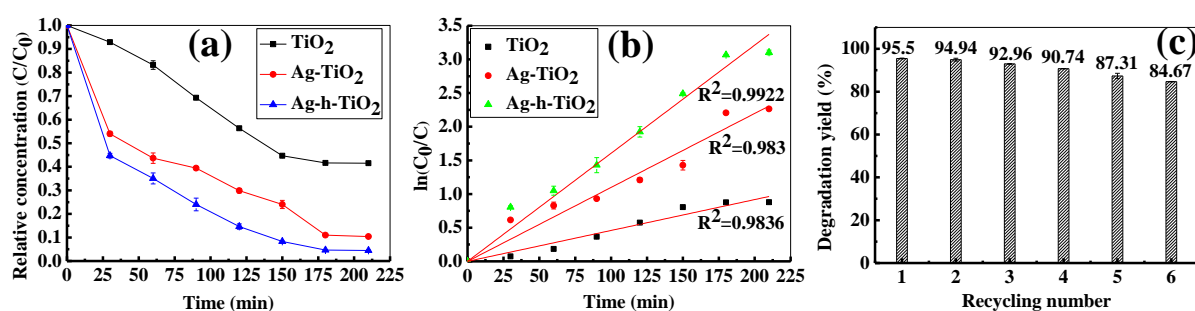 (a)
TiO₂
Ag-TiO₂
Ag-h-TiO₂
Relative concentration (C/C₀)
1.0
0.9
0.8
0.7
0.6
0.5
0.4
0.3
0.2
0.1
0.0
0 25 50 75 100 125 150 175 200 225
Time (min)
(b)
TiO₂
Ag-TiO₂
Ag-h-TiO₂
ln(C₀/C)
4.0
3.5
3.0
2.5
2.0
1.5
1.0
0.5
0.0
R²=0.9922
R²=0.983
R²=0.9836
0 25 50 75 100 125 150 175 200 225
Time (min)
(c)
Degradation yield (%)
100
80
60
40
20
0
95.5 94.94 92.96 90.74 87.31 84.67
1 2 3 4 5 6
Recycling number